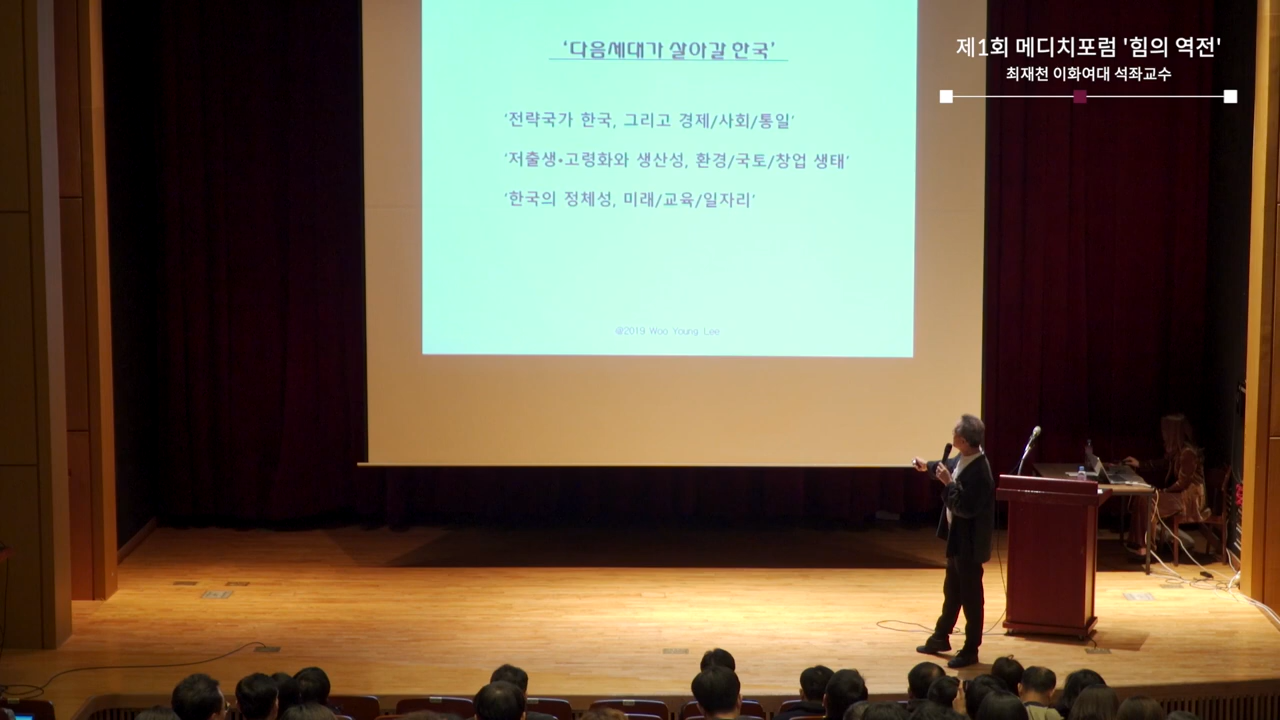 '다음세대가 살아갈 한국'
'전략국가 한국, 그리고 경제/사회/통일'
'저출생•고령화와 생산성, 환경/국토/창업 생태'
'한국의 정체성, 미래/교육/일자리'
@2019 Woo Young Lee
제1회 메디치포럼 '힘의 역전'
최재천 이화여대 석좌교수